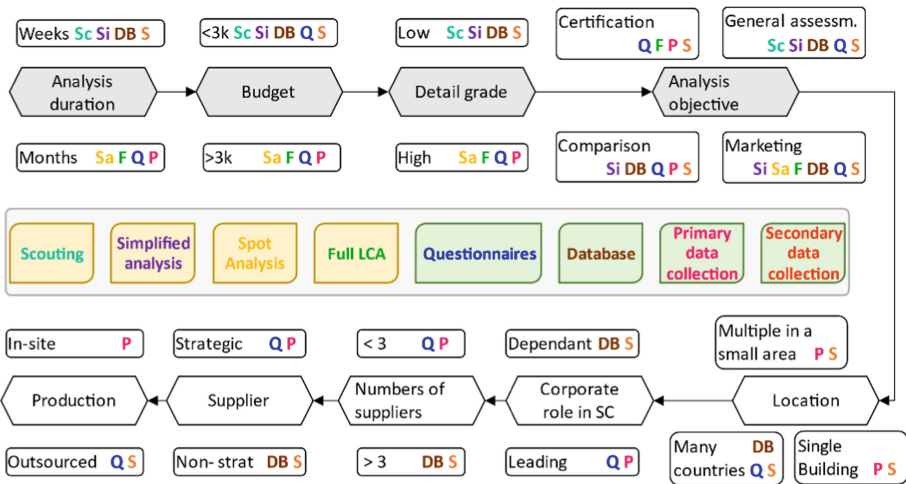 Weeks Sc Si DB S
<3k Sc Si DB Q S
Low Sc Si DB S
Certification
Q F P S
General assessm.
Sc Si DB Q S
Analysis
duration
Budget
Detail grade
Analysis
objective
Months Sa F Q P
>3k Sa F Q P
High Sa F Q P
Comparison
Si DB Q P S
Marketing
Si Sa F DB Q S
Scouting
Simplified
analysis
Spot
Analysis
Full LCA
Questionnaires
Database
Primary
data
collection
Secondary
data
collection
In-site P
Strategic Q P
< 3 Q P
Dependant DB S
Multiple in a
small area P S
Production
Supplier
Numbers of
suppliers
Corporate
role in SC
Location
Outsourced Q S
Non- strat DB S
> 3 DB S
Leading Q P
Many DB
countries Q S
Single
Building P S